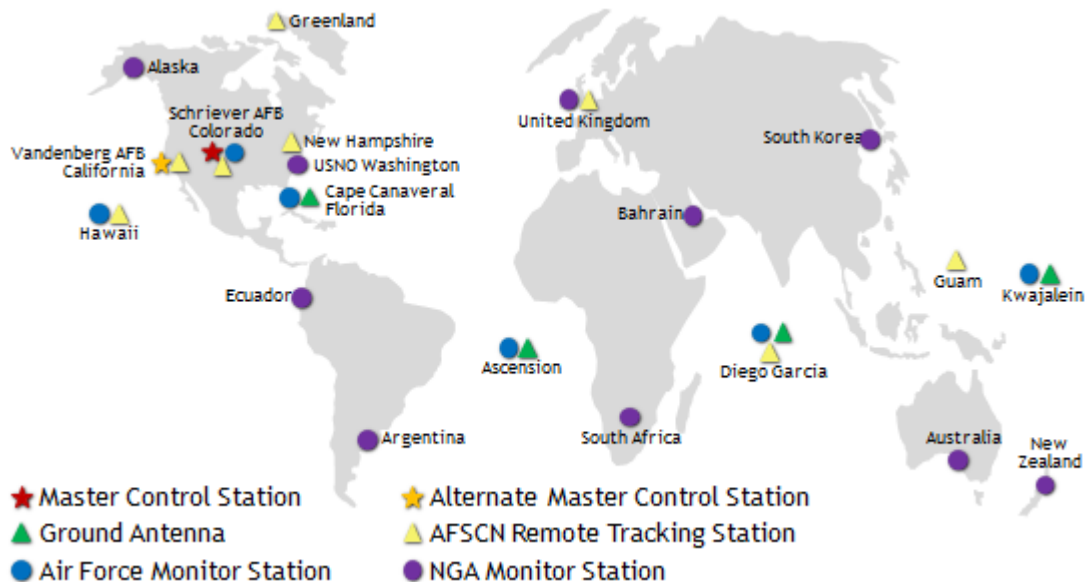 Greenland
Alaska
Schriever AFB
Colorado
United Kingdom
New Hampshire
South Korea
Vandenberg AFB
California
USNO Washington
Cape Canaveral
Florida
Bahrain
Hawaii
Guam
Kwajalein
Ecuador
Ascension
Diego Garcia
Argentina
South Africa
Australia
New
Zealand
Master Control Station
Alternate Master Control Station
Ground Antenna
AFSCN Remote Tracking Station
Air Force Monitor Station
NGA Monitor Station